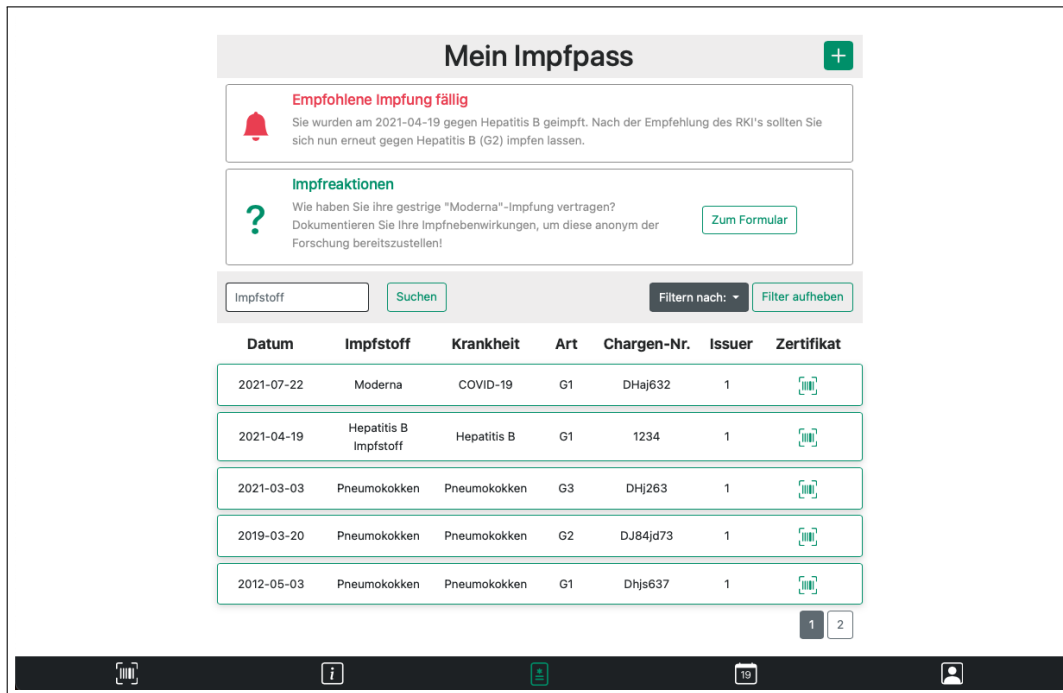 Mein Impfpass
+
Empfohlene Impfung fällig
Sie wurden am 2021-04-19 gegen Hepatitis B geimpft. Nach der Empfehlung des RKI's sollten Sie
sich nun erneut gegen Hepatitis B (G2) impfen lassen.
Impfreaktionen
?
Wie haben Sie ihre gestrige "Moderna"-Impfung vertragen?
Dokumentieren Sie Ihre Impfnebenwirkungen, um diese anonym der
Forschung bereitszustellen!
Zum Formular
Impfstoff Suchen Filtern nach: Filter aufheben
Datum Impfstoff Krankheit Art Chargen-Nr. Issuer Zertifikat
2021-07-22 Moderna COVID-19 G1 DHaj632 1
2021-04-19 Hepatitis B Impfstoff Hepatitis B G1 1234 1
2021-03-03 Pneumokokken Pneumokokken G3 DHj263 1
2019-03-20 Pneumokokken Pneumokokken G2 DJ84jd73 1
2012-05-03 Pneumokokken Pneumokokken G1 Dhjs637 1
1 2
i 19